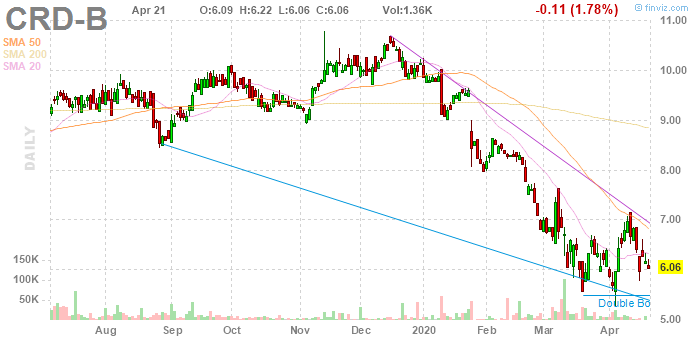 CRD-B
Apr 21 O:6.09 H:6.22 L:6.06 C:6.06 Vol:1.36K -0.11 (1.78%)
© finviz.com
SMA 50
SMA 200
SMA 20
DAILY
11.00
10.00
9.00
8.00
7.00
6.06
5.00
150K
100K
50K
Double Bo
Aug Sep Oct Nov Dec 2020 Feb Mar Apr